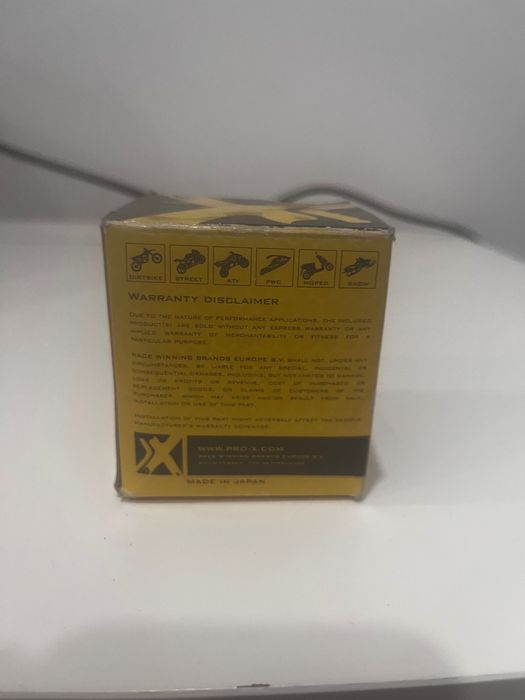 DIRTBIKE STREET ATV PWC MOPED SNOW
WARRANTY DISCLAIMER
DUE TO THE NATURE OF PERFORMANCE APPLICATIONS, THE INCLUDED
PRODUCT(S) ARE SOLD WITHOUT ANY EXPRESS WARRANTY OR ANY
IMPLIED WARRANTY OF MERCHANTABILITY OR FITNESS FOR A
PARTICULAR PURPOSE.
RACE WINNING BRANDS EUROPE B.V. SHALL NOT, UNDER ANY
CIRCUMSTANCES, BE LIABLE FOR ANY SPECIAL, INCIDENTAL OR
CONSEQUENTIAL DAMAGES, INCLUDING, BUT NOT LIMITED TO DAMAGE,
LOSS OF PROFITS OR REVENUE, COST OF PURCHASED OR
REPLACEMENT GOODS, OR CLAIMS OF CUSTOMERS OF THE
PURCHASER, WHICH MAY ARISE AND/OR RESULT FROM SALE,
INSTALLATION OR USE OF THIS PART.
INSTALLATION OF THIS PART MIGHT ADVERSELY AFFECT THE VEHICLE
MANUFACTURER'S WARRANTY COVERAGE.
WWW.PRO-X.COM
RACE WINNING BRANDS EUROPE B.V.
THE NETHERLANDS
MADE IN JAPAN